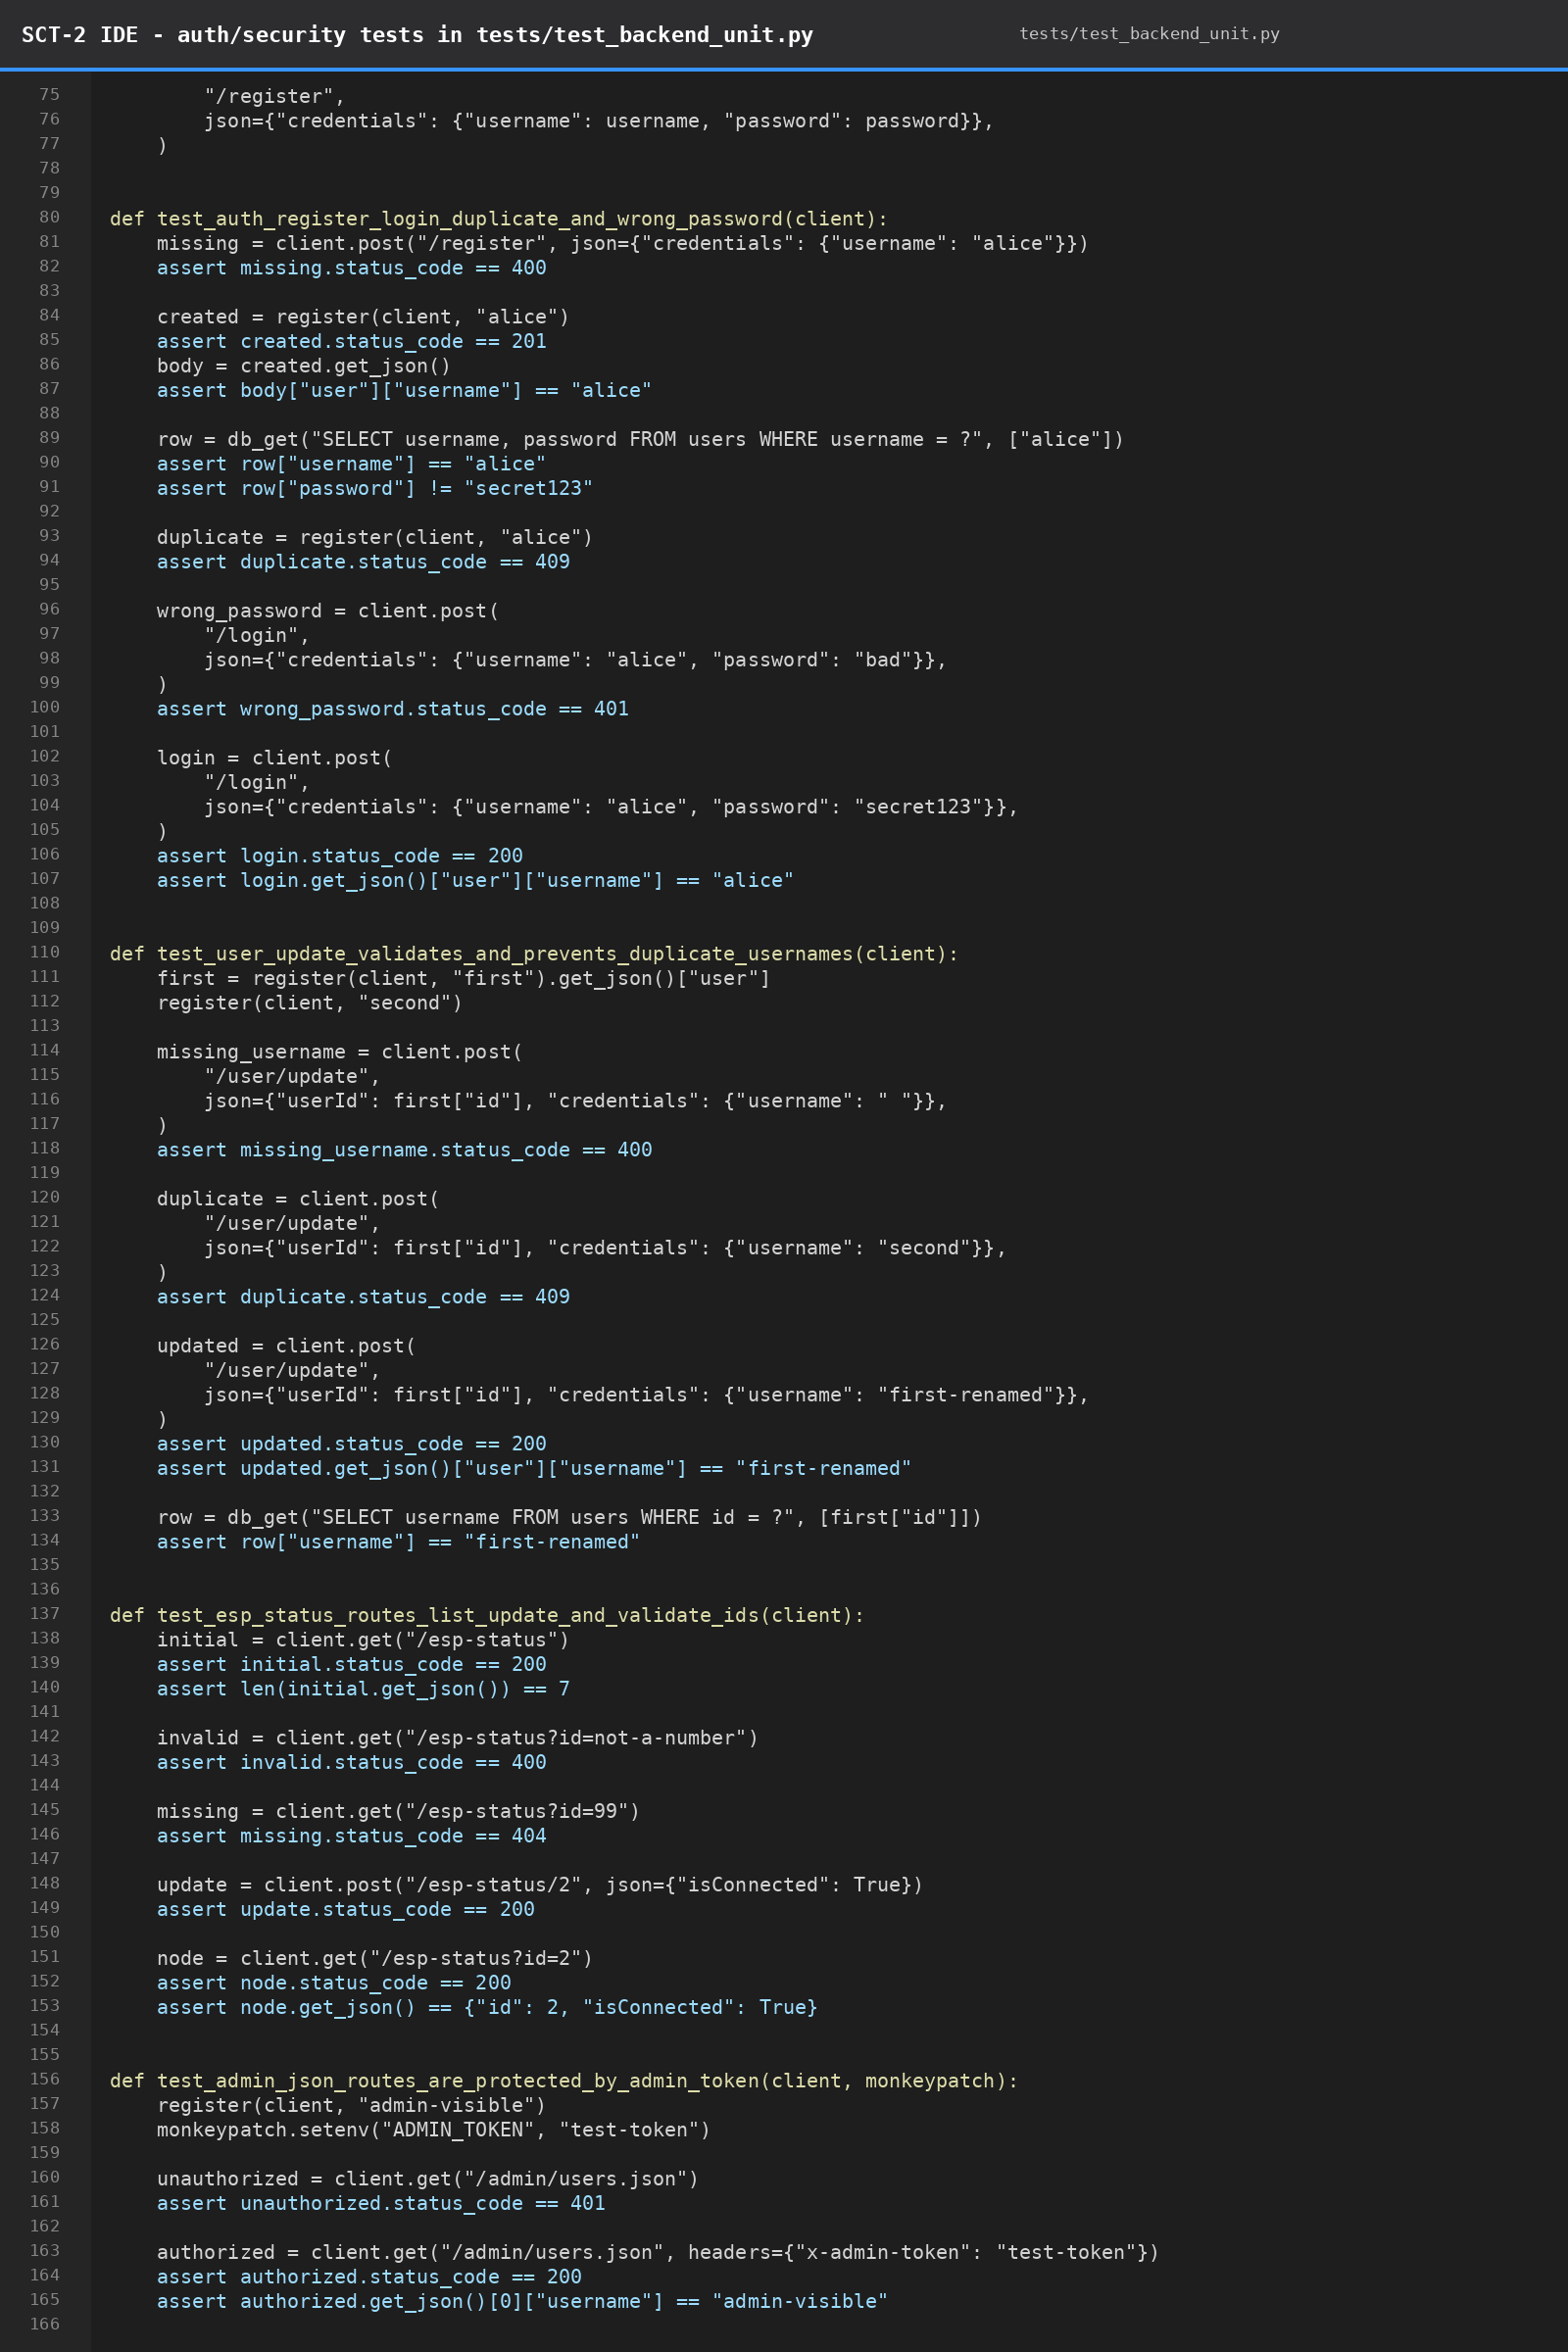 SCT-2 IDE - auth/security tests in tests/test_backend_unit.py    tests/test_backend_unit.py
75            "/register",
76            json={"credentials": {"username": username, "password": password}},
77        )
78
79
80    def test_auth_register_login_duplicate_and_wrong_password(client):
81        missing = client.post("/register", json={"credentials": {"username": "alice"}})
82        assert missing.status_code == 400
83
84        created = register(client, "alice")
85        assert created.status_code == 201
86        body = created.get_json()
87        assert body["user"]["username"] == "alice"
88
89        row = db_get("SELECT username, password FROM users WHERE username = ?", ["alice"])
90        assert row["username"] == "alice"
91        assert row["password"] != "secret123"
92
93        duplicate = register(client, "alice")
94        assert duplicate.status_code == 409
95
96        wrong_password = client.post(
97            "/login",
98            json={"credentials": {"username": "alice", "password": "bad"}},
99        )
100        assert wrong_password.status_code == 401
101
102        login = client.post(
103            "/login",
104            json={"credentials": {"username": "alice", "password": "secret123"}},
105        )
106        assert login.status_code == 200
107        assert login.get_json()["user"]["username"] == "alice"
108
109
110    def test_user_update_validates_and_prevents_duplicate_usernames(client):
111        first = register(client, "first").get_json()["user"]
112        register(client, "second")
113
114        missing_username = client.post(
115            "/user/update",
116            json={"userId": first["id"], "credentials": {"username": " "}},
117        )
118        assert missing_username.status_code == 400
119
120        duplicate = client.post(
121            "/user/update",
122            json={"userId": first["id"], "credentials": {"username": "second"}},
123        )
124        assert duplicate.status_code == 409
125
126        updated = client.post(
127            "/user/update",
128            json={"userId": first["id"], "credentials": {"username": "first-renamed"}},
129        )
130        assert updated.status_code == 200
131        assert updated.get_json()["user"]["username"] == "first-renamed"
132
133        row = db_get("SELECT username FROM users WHERE id = ?", [first["id"]])
134        assert row["username"] == "first-renamed"
135
136
137    def test_esp_status_routes_list_update_and_validate_ids(client):
138        initial = client.get("/esp-status")
139        assert initial.status_code == 200
140        assert len(initial.get_json()) == 7
141
142        invalid = client.get("/esp-status?id=not-a-number")
143        assert invalid.status_code == 400
144
145        missing = client.get("/esp-status?id=99")
146        assert missing.status_code == 404
147
148        update = client.post("/esp-status/2", json={"isConnected": True})
149        assert update.status_code == 200
150
151        node = client.get("/esp-status?id=2")
152        assert node.status_code == 200
153        assert node.get_json() == {"id": 2, "isConnected": True}
154
155
156    def test_admin_json_routes_are_protected_by_admin_token(client, monkeypatch):
157        register(client, "admin-visible")
158        monkeypatch.setenv("ADMIN_TOKEN", "test-token")
159
160        unauthorized = client.get("/admin/users.json")
161        assert unauthorized.status_code == 401
162
163        authorized = client.get("/admin/users.json", headers={"x-admin-token": "test-token"})
164        assert authorized.status_code == 200
165        assert authorized.get_json()[0]["username"] == "admin-visible"
166